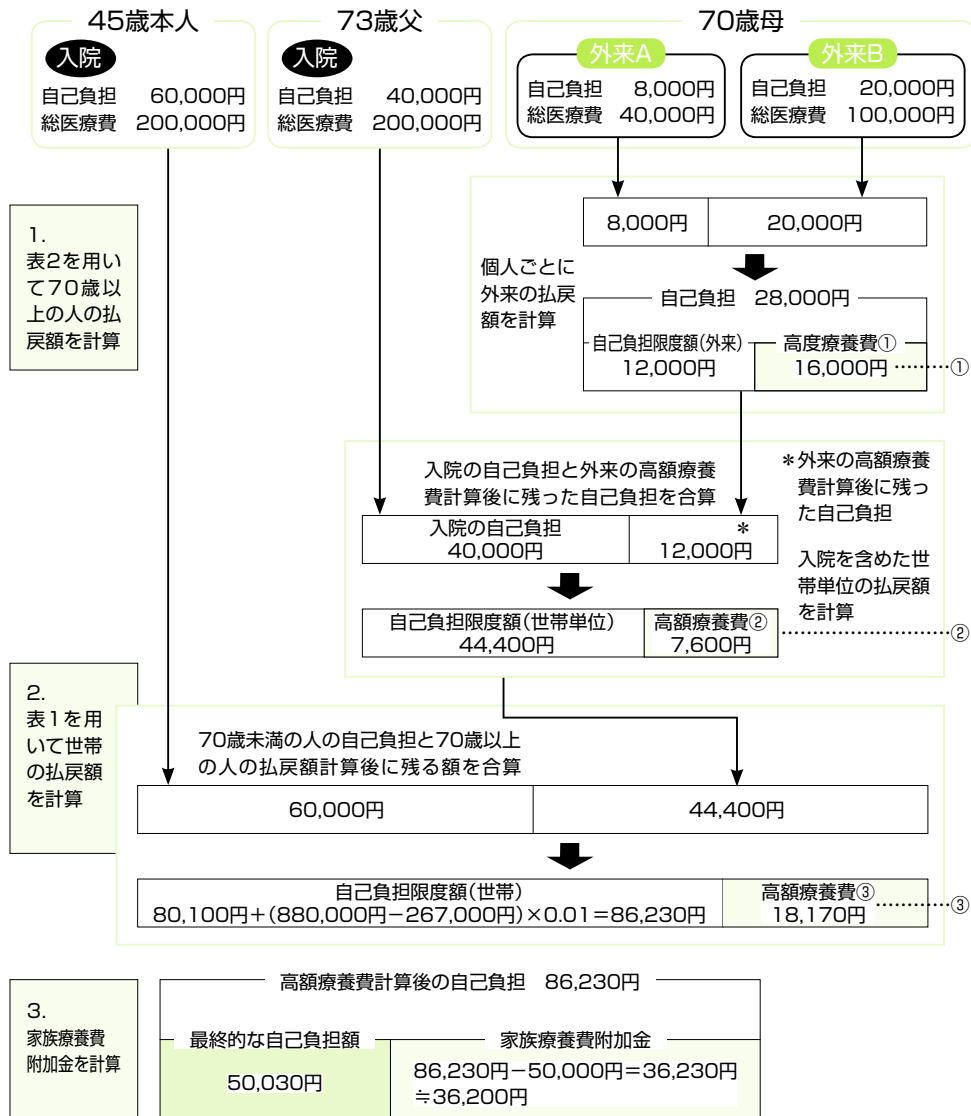 45歳本人
入院
自己負担 60,000円
総医療費 200,000円
73歳父
入院
自己負担 40,000円
総医療費 200,000円
70歳母
外来A
自己負担 8,000円
総医療費 40,000円
外来B
自己負担 20,000円
総医療費 100,000円
1.
表2を用い
て70歳以
上の人の払
戻額を計算
8,000円 20,000円
個人ごとに
外来の払戻
額を計算
自己負担 28,000円
自己負担限度額(外来) 高度療養費①
12,000円 16,000円 ………①
入院の自己負担と外来の高額療養
費計算後に残った自己負担を合算
*外来の高額療養
費計算後に残っ
た自己負担
入院の自己負担 *
40,000円 12,000円
入院を含めた世
帯単位の払戻額
を計算
自己負担限度額(世帯単位) 高額療養費②
44,400円 7,600円 ………②
2.
表1を用
いて世帯
の払戻額
を計算
70歳未満の人の自己負担と70歳以上
の人の払戻額計算後に残る額を合算
60,000円 44,400円
自己負担限度額(世帯) 高額療養費③
80,100円+(880,000円−267,000円)×0.01=86,230円 18,170円 ………③
3.
家族療養費
附加金を計算
高額療養費計算後の自己負担 86,230円
最終的な自己負担額 家族療養費附加金
50,030円
86,230円−50,000円=36,230円
≒36,200円